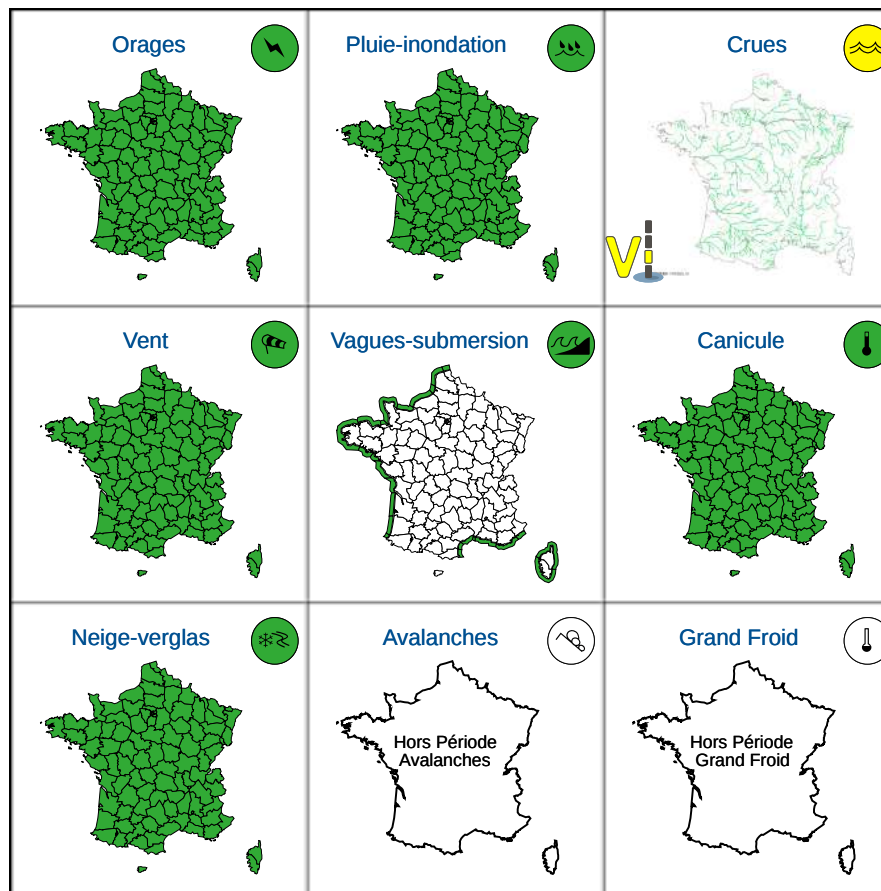 Orages
Pluie-inondation
Crues
Vi
Vent
Vagues-submersion
Canicule
Neige-verglas
Avalanches
Grand Froid
Hors Période
Avalanches
Hors Période
Grand Froid